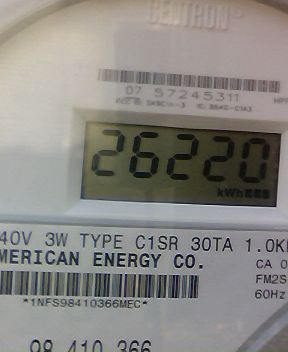 CENTRON®
07 57245311
26220
kWh
40V 3W TYPE C1SR 30TA 1.0K
MERICAN ENERGY CO.
CA 0
FM2S
60Hz
*1NFS98410366MEC*
98 410 366